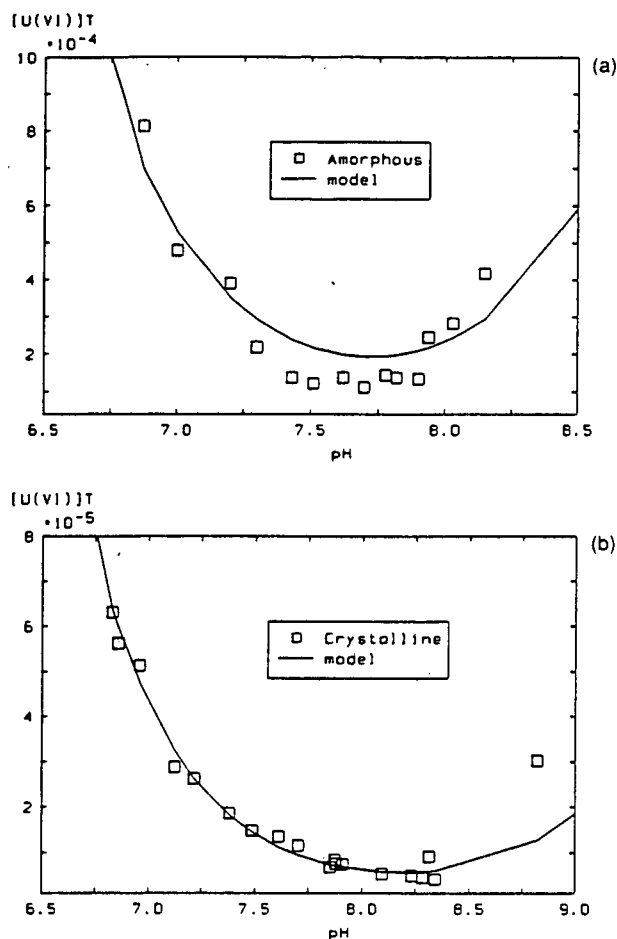 [U(VI)]T
*10-4
(a)
10
8
6
4
2
Amorphous
model
6.5 7.0 7.5 8.0 8.5
pH
[U(VI)]T
*10-5
(b)
8
6
4
2
Crystalline
model
6.5 7.0 7.5 8.0 8.5 9.0
pH